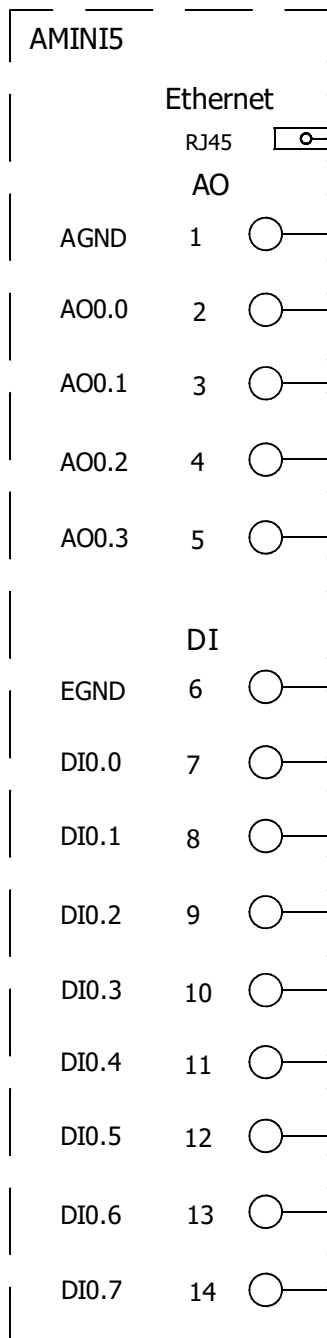 AMINI5
Ethernet
RJ45
AO
AGND 1
AO0.0 2
AO0.1 3
AO0.2 4
AO0.3 5
DI
EGND 6
DI0.0 7
DI0.1 8
DI0.2 9
DI0.3 10
DI0.4 11
DI0.5 12
DI0.6 13
DI0.7 14